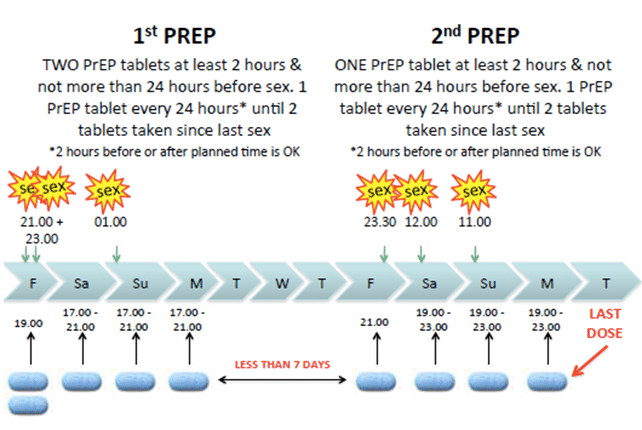 1st PREP
TWO PrEP tablets at least 2 hours &
not more than 24 hours before sex. 1
PrEP tablet every 24 hours* until 2
tablets taken since last sex
*2 hours before or after planned time is OK
2nd PREP
ONE PrEP tablet at least 2 hours & not
more than 24 hours before sex. 1 PrEP
tablet every 24 hours* until 2 tablets
taken since last sex
*2 hours before or after planned time is OK
sex sex sex sex sex sex
21.00 +
23.00
01.00
23.30 12.00 11.00
F Sa Su M T W T F Sa Su M T
19.00
17.00 -
21.00
17.00 -
21.00
17.00 -
21.00
21.00
19.00 -
23.00
19.00 -
23.00
19.00 -
23.00
LAST
DOSE
LESS THAN 7 DAYS